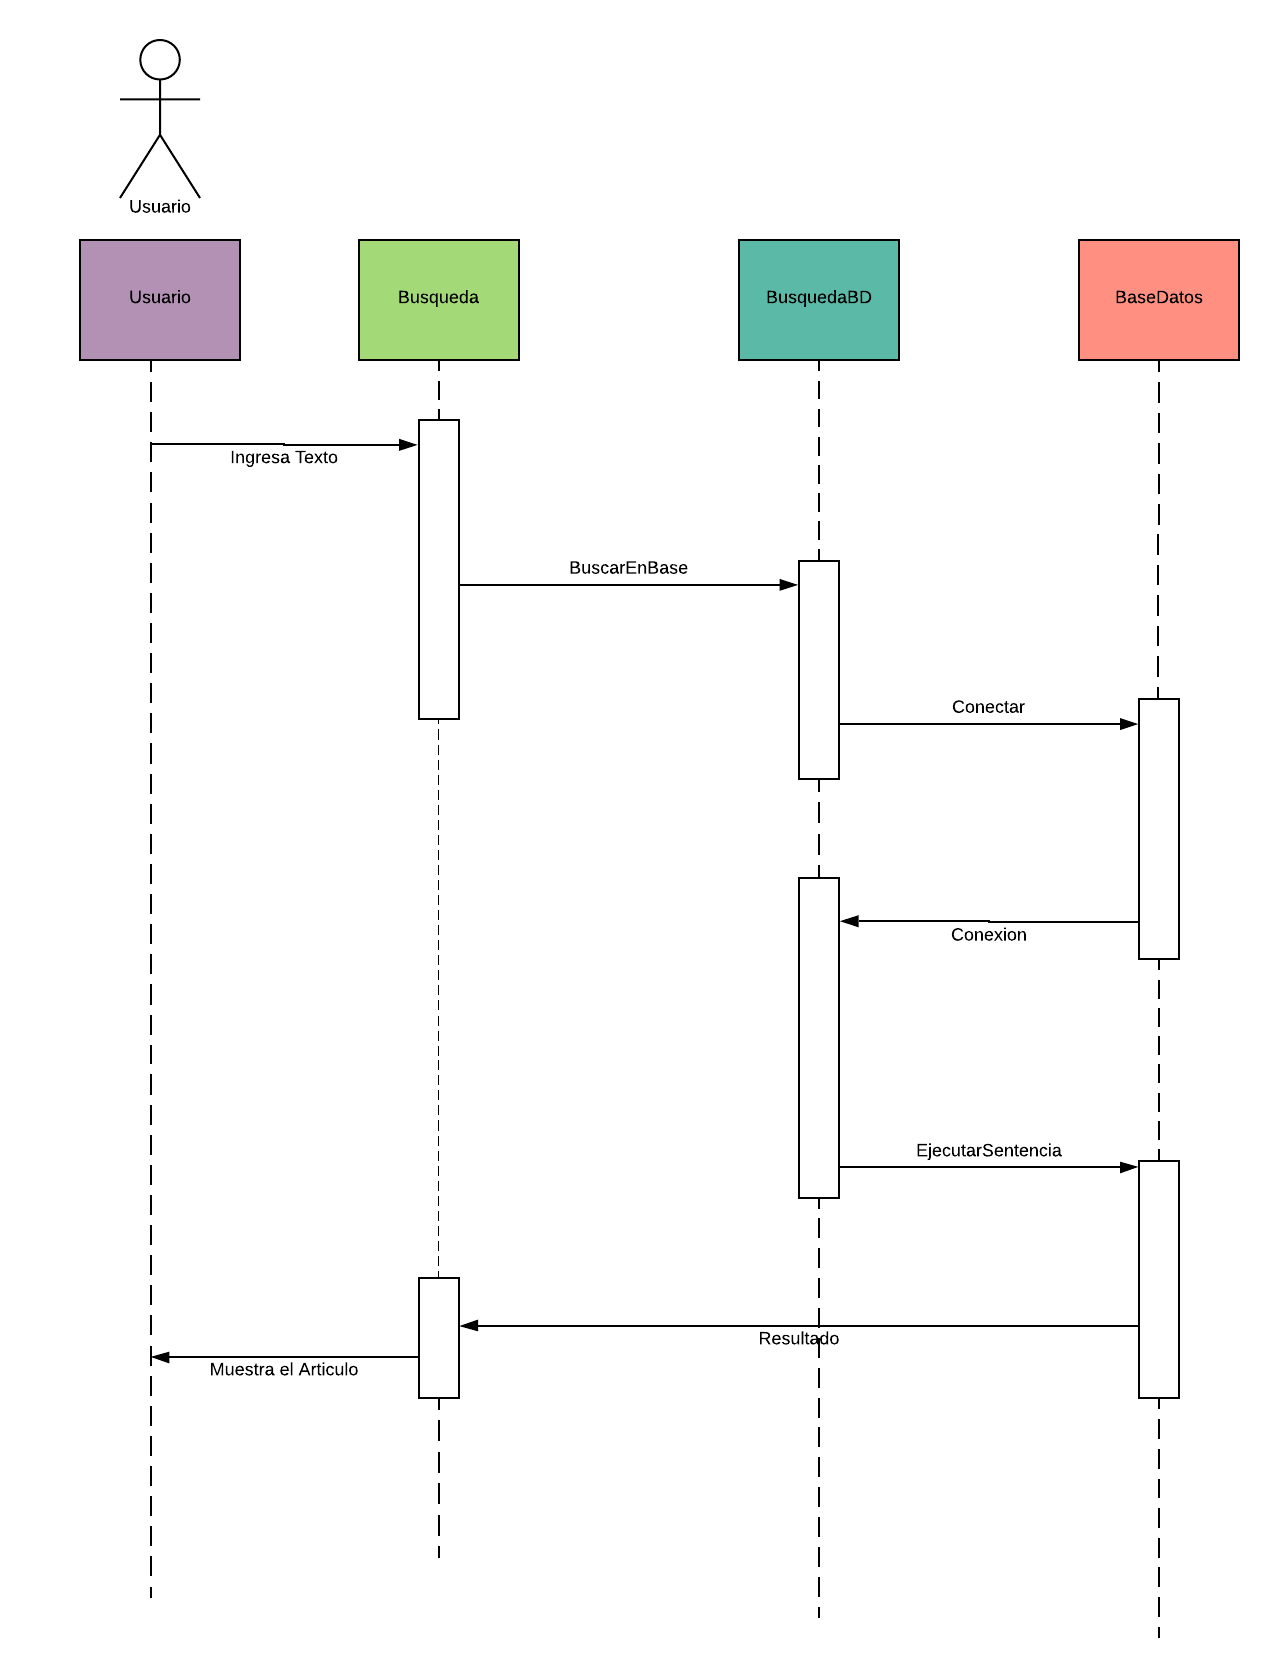 Usuario
Usuario
Busqueda
BusquedaBD
BaseDatos
Ingresa Texto
BuscarEnBase
Conectar
Conexion
EjecutarSentencia
Resultado
Muestra el Articulo